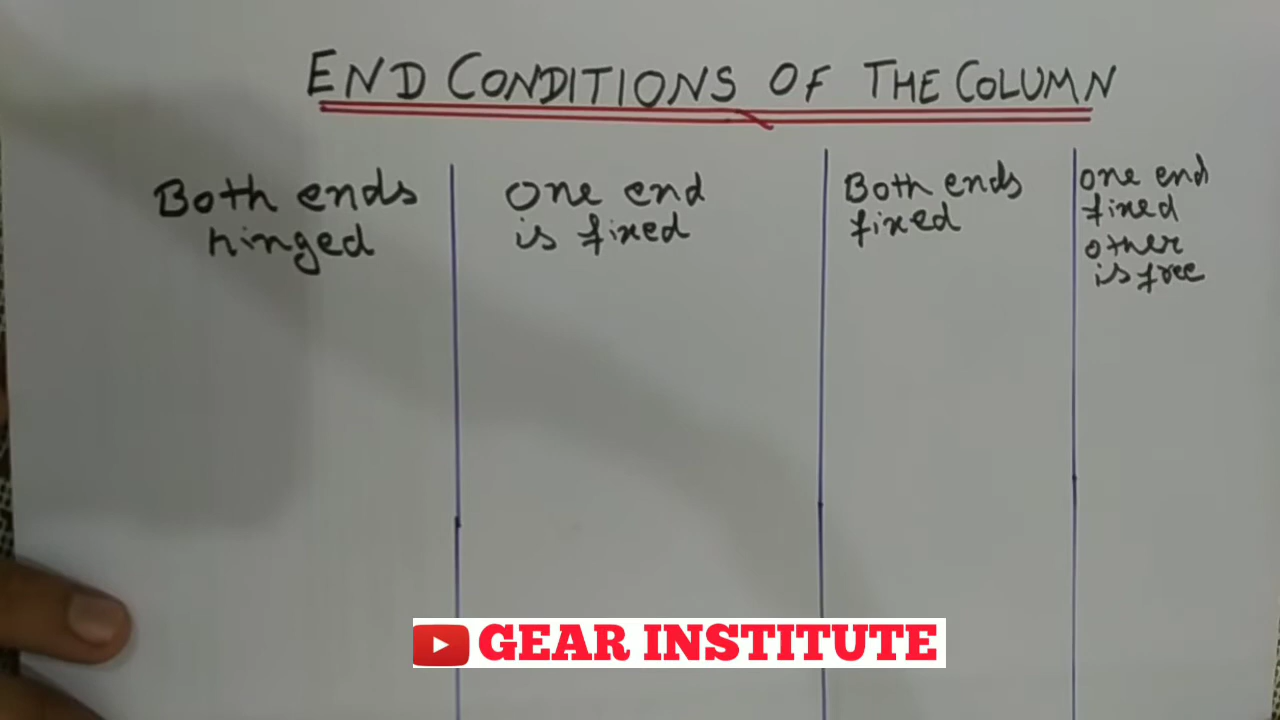 END CONDITIONS OF THE COLUMN
Both ends
hinged
One end
is fixed
Both ends
fixed
one end
fixed
other
is free
GEAR INSTITUTE